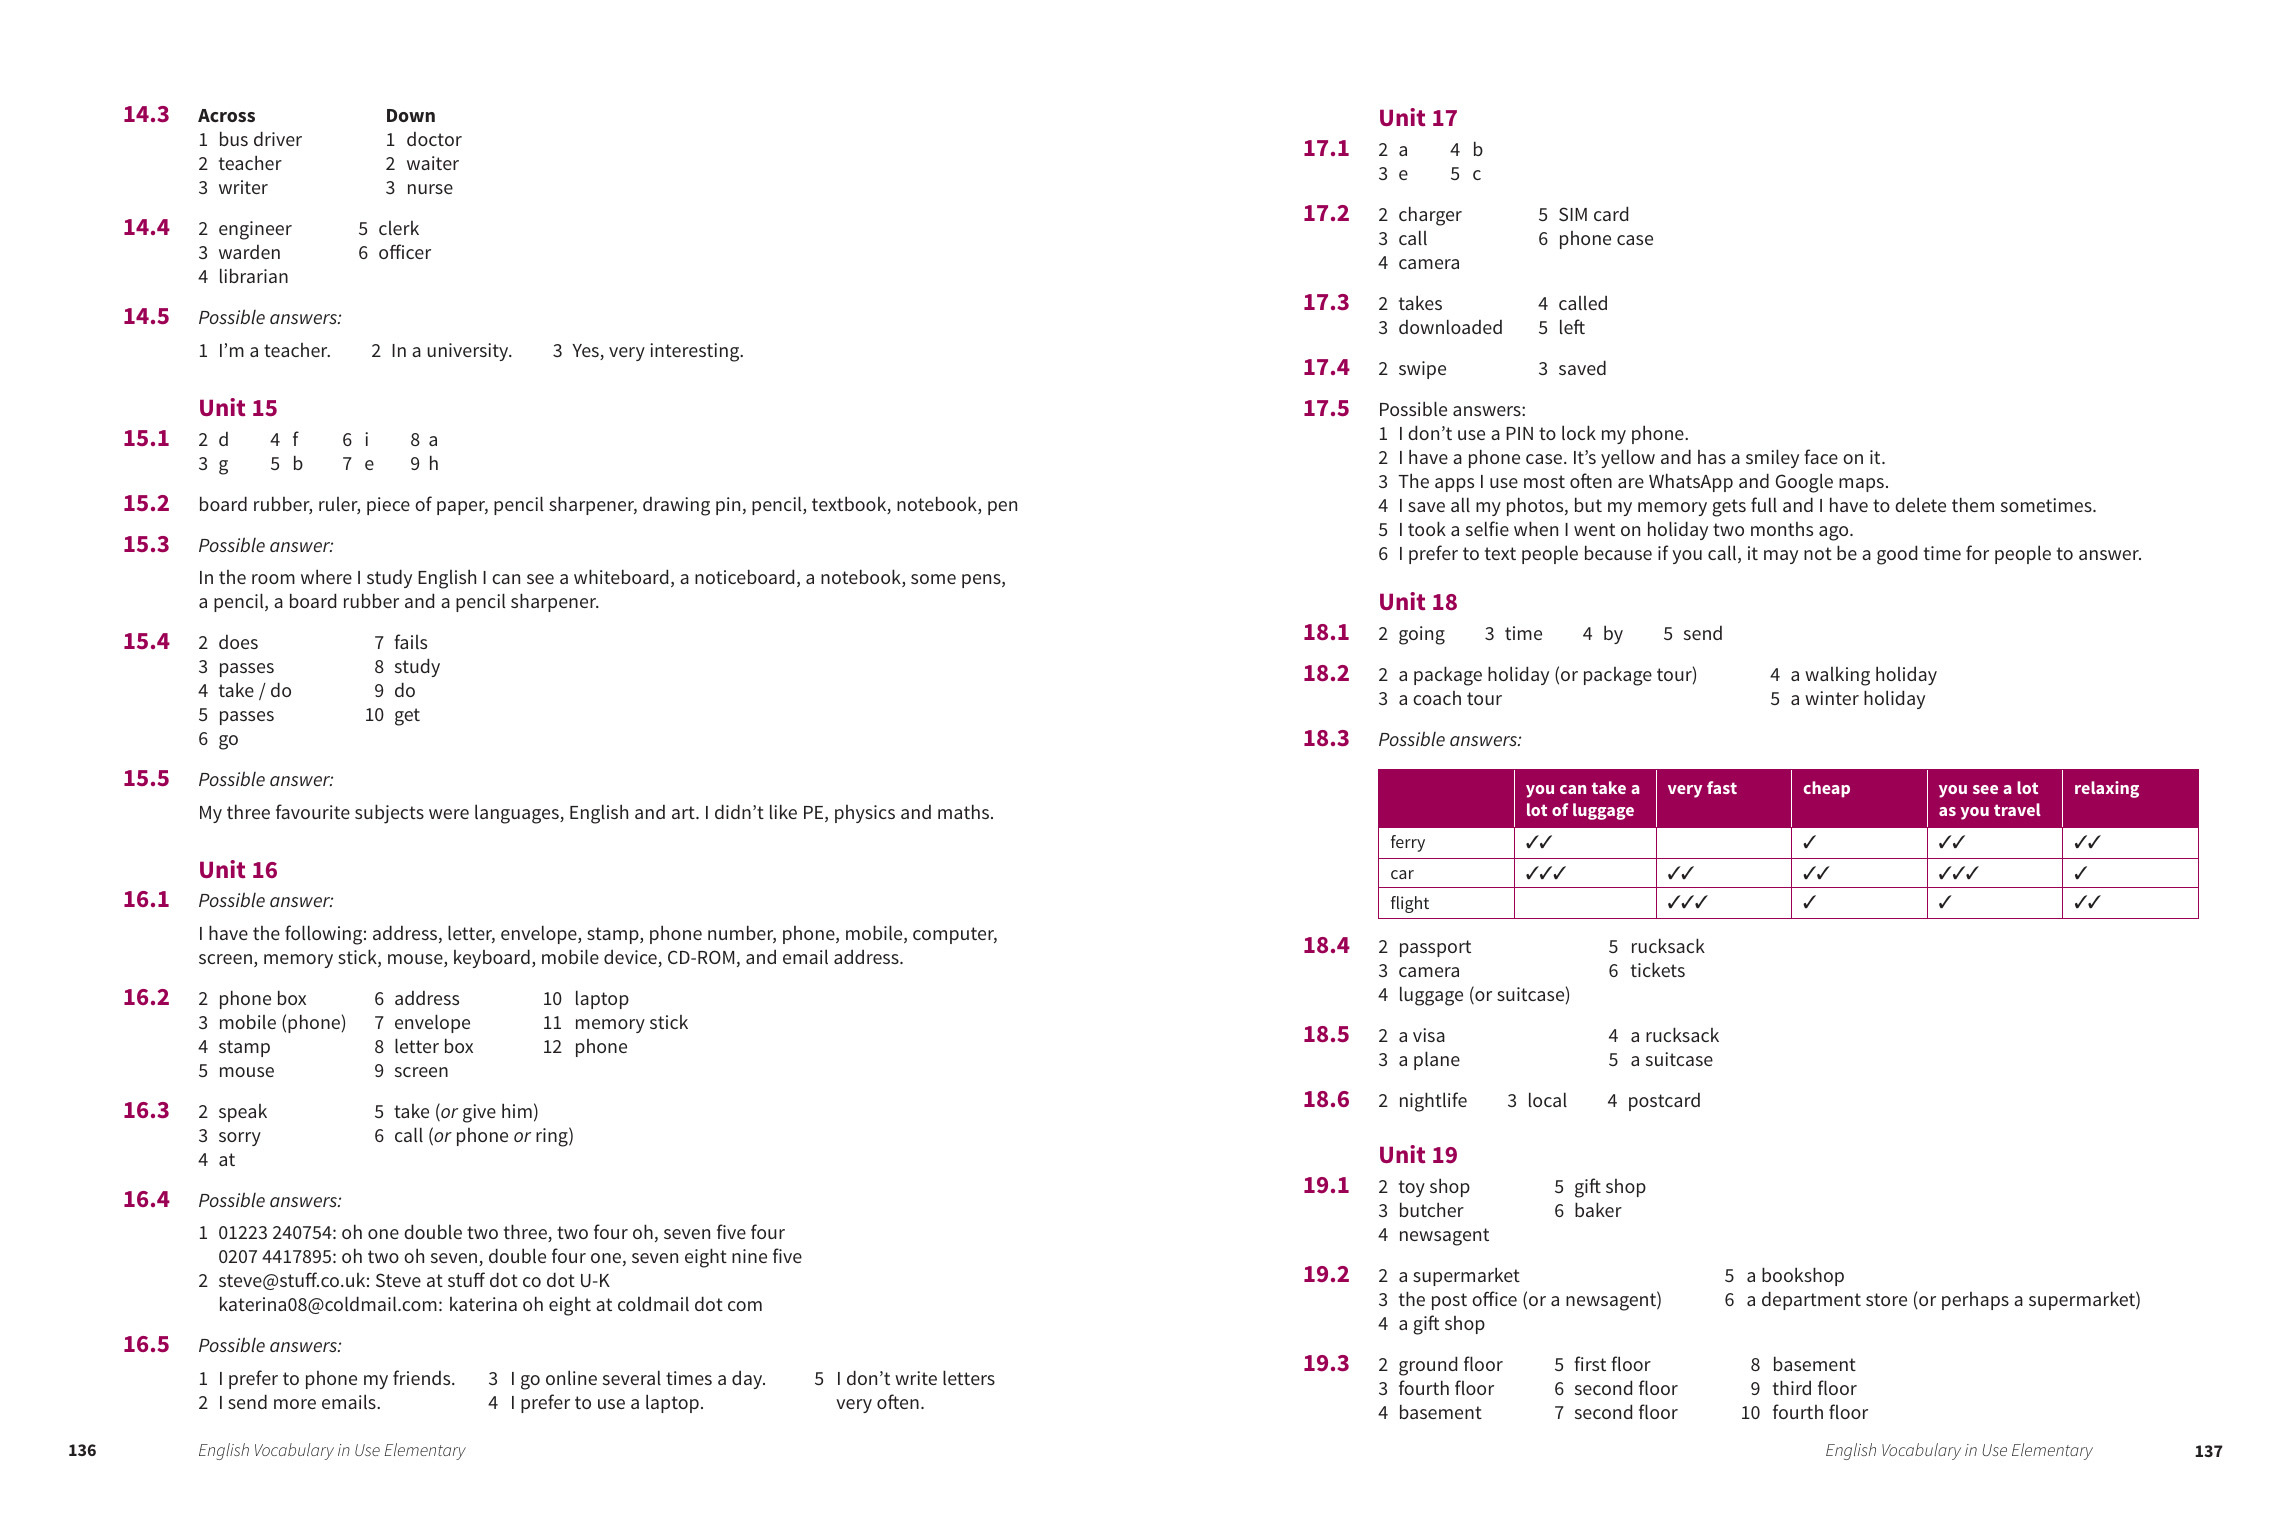 14.3 Across Down
1 bus driver 1 doctor
2 teacher 2 waiter
3 writer 3 nurse
14.4 2 engineer 5 clerk
3 warden 6 officer
4 librarian
14.5 Possible answers:
1 I’m a teacher. 2 In a university. 3 Yes, very interesting.
Unit 15
15.1 2 d 4 f 6 i 8 a
3 g 5 b 7 e 9 h
15.2 board rubber, ruler, piece of paper, pencil sharpener, drawing pin, pencil, textbook, notebook, pen
15.3 Possible answer:
In the room where I study English I can see a whiteboard, a noticeboard, a notebook, some pens,
a pencil, a board rubber and a pencil sharpener.
15.4 2 does 7 fails
3 passes 8 study
4 take / do 9 do
5 passes 10 get
6 go
15.5 Possible answer:
My three favourite subjects were languages, English and art. I didn’t like PE, physics and maths.
Unit 16
16.1 Possible answer:
I have the following: address, letter, envelope, stamp, phone number, phone, mobile, computer,
screen, memory stick, mouse, keyboard, mobile device, CD-ROM, and email address.
16.2 2 phone box 6 address 10 laptop
3 mobile (phone) 7 envelope 11 memory stick
4 stamp 8 letter box 12 phone
5 mouse 9 screen
16.3 2 speak 5 take (or give him)
3 sorry 6 call (or phone or ring)
4 at
16.4 Possible answers:
1 01223 240754: oh one double two three, two four oh, seven five four
0207 4417895: oh two oh seven, double four one, seven eight nine five
2 steve@stuff.co.uk: Steve at stuff dot co dot U-K
katerina08@coldmail.com: katerina oh eight at coldmail dot com
16.5 Possible answers:
1 I prefer to phone my friends. 3 I go online several times a day. 5 I don’t write letters
2 I send more emails. 4 I prefer to use a laptop. very often.
136 English Vocabulary in Use Elementary
Unit 17
17.1 2 a 4 b
3 e 5 c
17.2 2 charger 5 SIM card
3 call 6 phone case
4 camera
17.3 2 takes 4 called
3 downloaded 5 left
17.4 2 swipe 3 saved
17.5 Possible answers:
1 I don’t use a PIN to lock my phone.
2 I have a phone case. It’s yellow and has a smiley face on it.
3 The apps I use most often are WhatsApp and Google maps.
4 I save all my photos, but my memory gets full and I have to delete them sometimes.
5 I took a selfie when I went on holiday two months ago.
6 I prefer to text people because if you call, it may not be a good time for people to answer.
Unit 18
18.1 2 going 3 time 4 by 5 send
18.2 2 a package holiday (or package tour) 4 a walking holiday
3 a coach tour 5 a winter holiday
18.3 Possible answers:
you can take a very fast cheap you see a lot relaxing
lot of luggage as you travel
ferry ✓✓ ✓ ✓✓ ✓✓
car ✓✓✓ ✓✓ ✓✓ ✓✓✓ ✓
flight ✓✓✓ ✓ ✓ ✓✓
18.4 2 passport 5 rucksack
3 camera 6 tickets
4 luggage (or suitcase)
18.5 2 a visa 4 a rucksack
3 a plane 5 a suitcase
18.6 2 nightlife 3 local 4 postcard
Unit 19
19.1 2 toy shop 5 gift shop
3 butcher 6 baker
4 newsagent
19.2 2 a supermarket 5 a bookshop
3 the post office (or a newsagent) 6 a department store (or perhaps a supermarket)
4 a gift shop
19.3 2 ground floor 5 first floor 8 basement
3 fourth floor 6 second floor 9 third floor
4 basement 7 second floor 10 fourth floor
English Vocabulary in Use Elementary 137